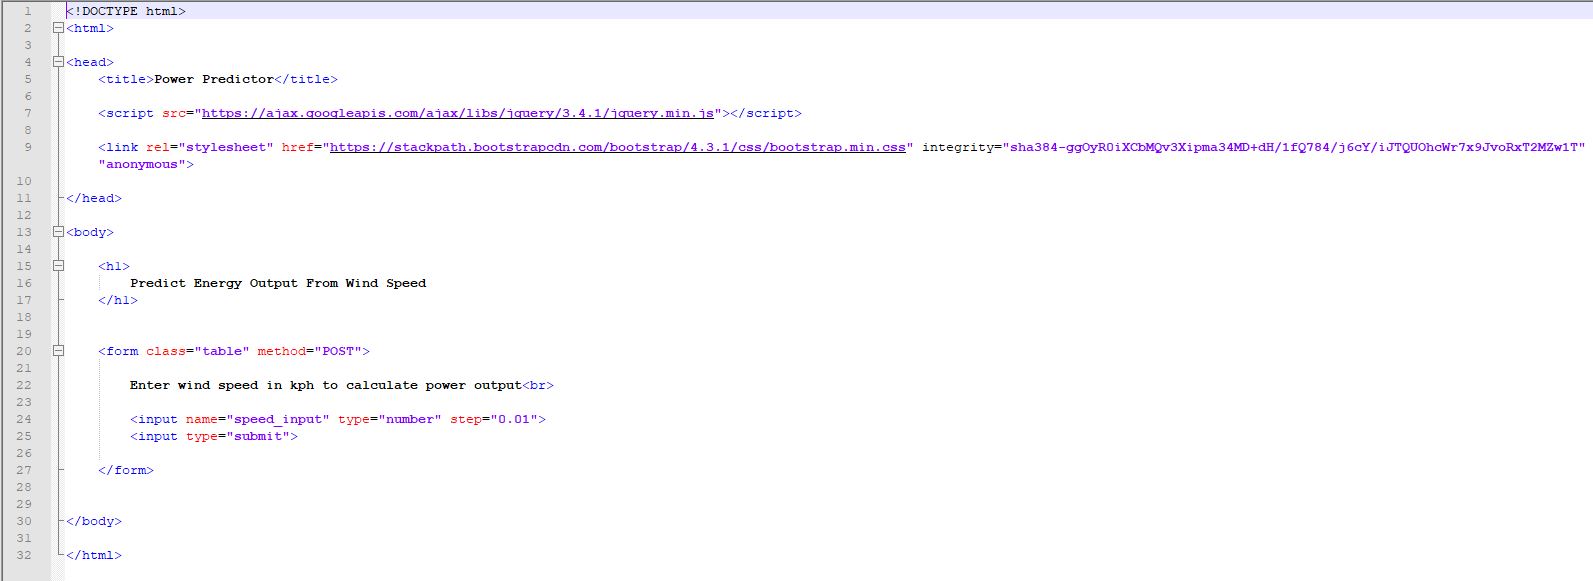 1 <!DOCTYPE html>
2 <html>
3
4 <head>
5 <title>Power Predictor</title>
6
7 <script src="https://ajax.googleapis.com/ajax/libs/jquery/3.4.1/jquery.min.js"></script>
8
9 <link rel="stylesheet" href="https://stackpath.bootstrapcdn.com/bootstrap/4.3.1/css/bootstrap.min.css" integrity="sha384-ggOyR0iXCbMQv3Xipma34MD+dH/1fQ784/j6cY/iJTQUOhcWr7x9JvoRxT2MZw1T"
"anonymous">
10
11 </head>
12
13 <body>
14
15 <h1>
16 Predict Energy Output From Wind Speed
17 </h1>
18
19
20 <form class="table" method="POST">
21
22 Enter wind speed in kph to calculate power output<br>
23
24 <input name="speed_input" type="number" step="0.01">
25 <input type="submit">
26
27 </form>
28
29
30 </body>
31
32 </html>